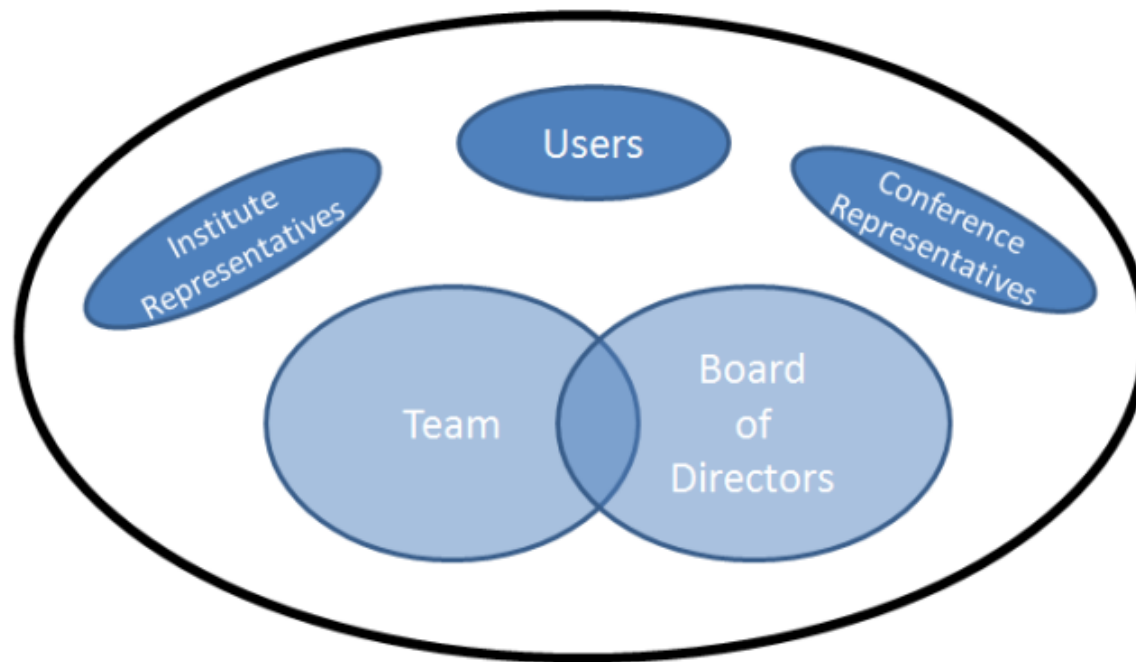 Users
Institute
Representatives
Conference
Representatives
Team
Board
of
Directors